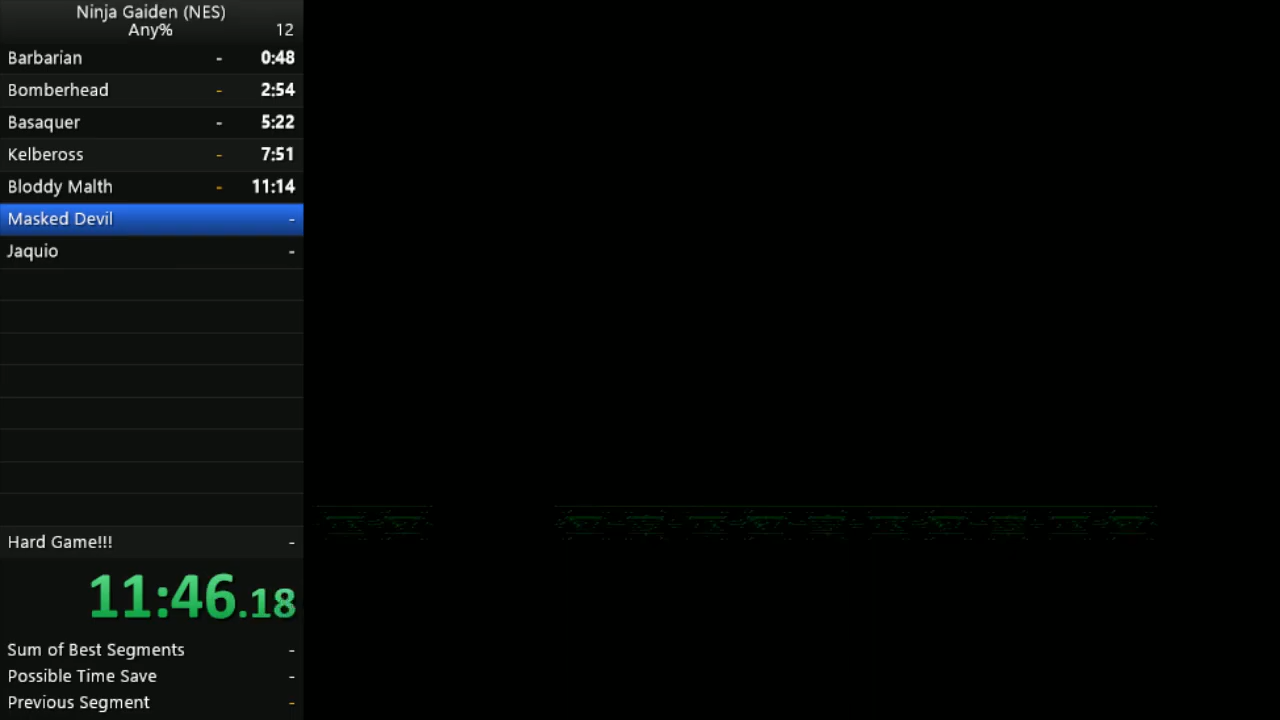 Ninja Gaiden (NES)
Any% 12
Barbarian - 0:48
Bomberhead - 2:54
Basaquer - 5:22
Kelbeross - 7:51
Bloddy Malth - 11:14
Masked Devil -
Jaquio -
Hard Game!!! -
11:46.18
Sum of Best Segments -
Possible Time Save -
Previous Segment -